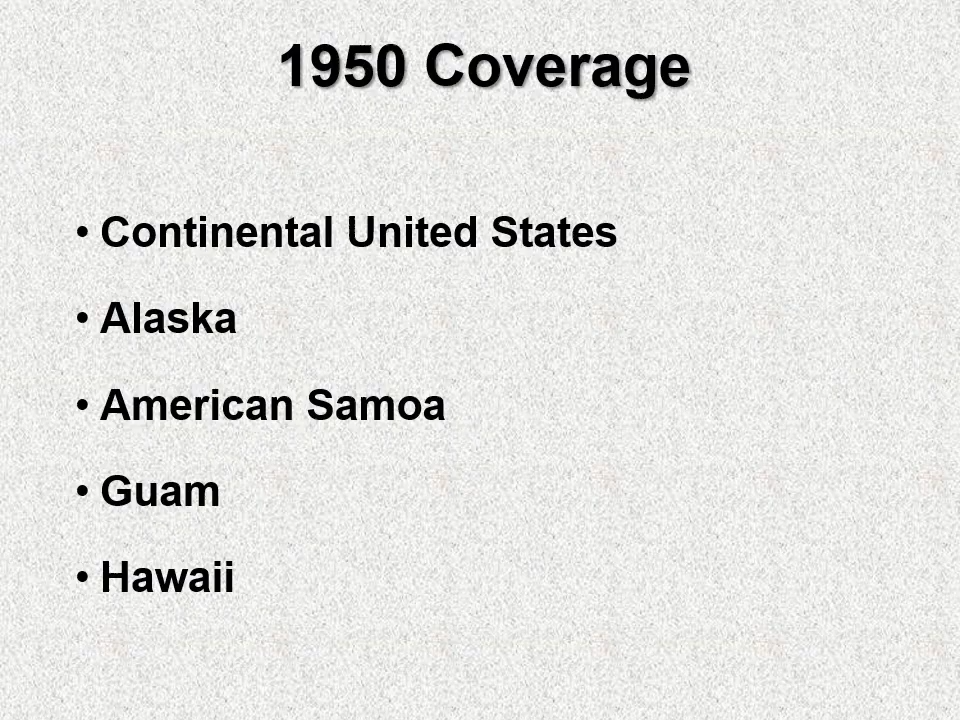 1950 Coverage
• Continental United States
• Alaska
• American Samoa
• Guam
• Hawaii